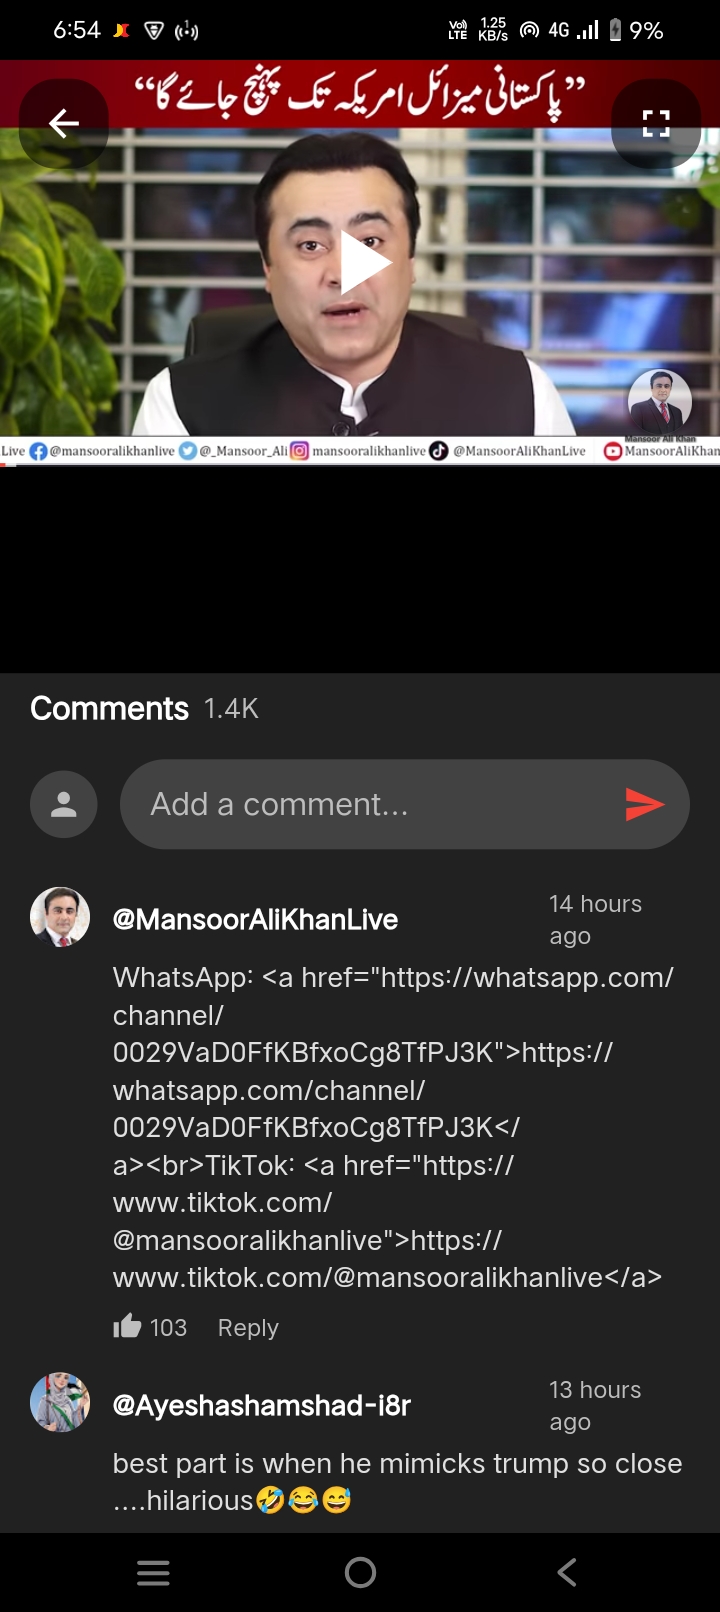 6:54
Vo) LTE 1.25 KB/s 4G 9%
”پاکستانی میزائل امریکہ تک پہنچ جائے گا“
Mansoor Ali Khan
Live @mansooralikhanlive @_Mansoor_Ali mansooralikhanlive @MansoorAliKhanLive MansoorAliKhan
Comments 1.4K
Add a comment...
@MansoorAliKhanLive 14 hours ago
WhatsApp: <a href="https://whatsapp.com/
channel/
0029VaD0FfKBfxoCg8TfPJ3K">https://
whatsapp.com/channel/
0029VaD0FfKBfxoCg8TfPJ3K</
a><br>TikTok: <a href="https://
www.tiktok.com/
@mansooralikhanlive">https://
www.tiktok.com/@mansooralikhanlive</a>
103 Reply
@Ayeshashamshad-i8r 13 hours ago
best part is when he mimicks trump so close
....hilarious🤣😂😅